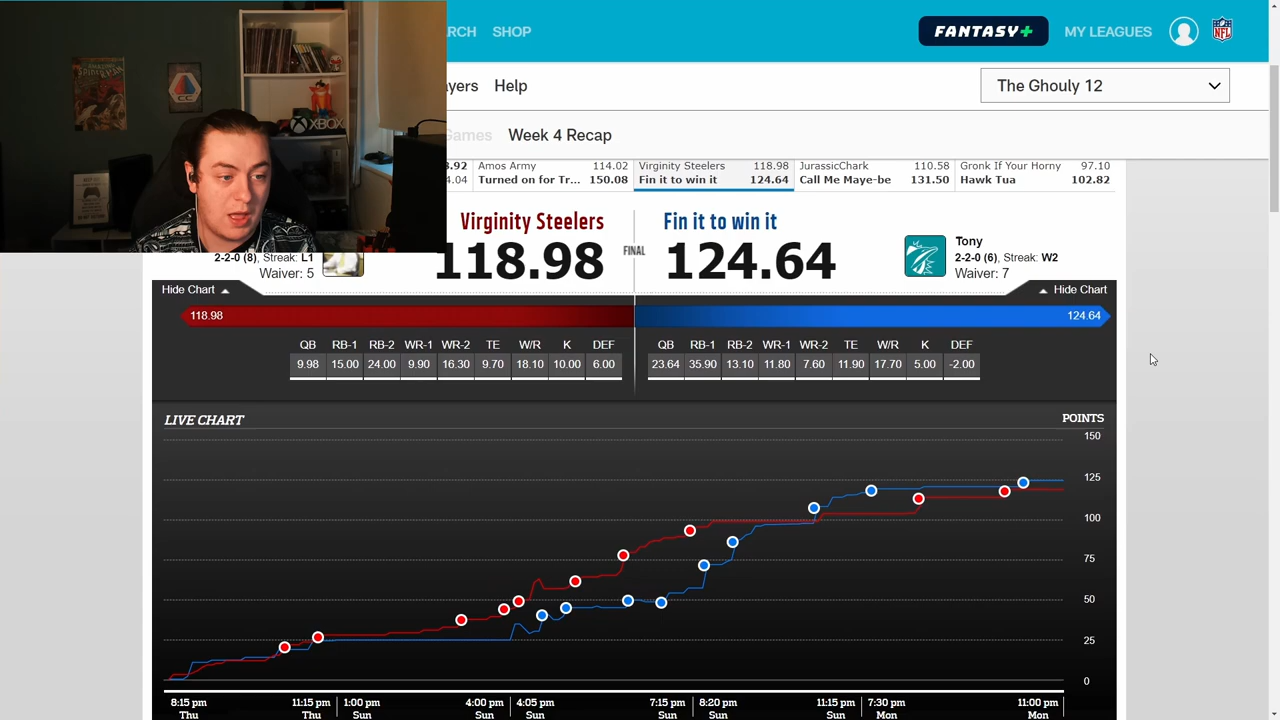 RCH SHOP FANTASY+ MY LEAGUES NFL
yers Help The Ghouly 12
Games Week 4 Recap
8.92 Amos Army 114.02 Virginity Steelers 118.98 JurassicChark 110.58 Gronk If Your Horny 97.10
4.04 Turned on for Tr... 150.08 Fin it to win it 124.64 Call Me Maye-be 131.50 Hawk Tua 102.82
XBOX
Virginity Steelers Fin it to win it
118.98 FINAL 124.64
Tony
2-2-0 (8), Streak: L1 2-2-0 (6), Streak: W2
Waiver: 5 Waiver: 7
Hide Chart Hide Chart
118.98 124.64
QB RB-1 RB-2 WR-1 WR-2 TE W/R K DEF QB RB-1 RB-2 WR-1 WR-2 TE W/R K DEF
9.98 15.00 24.00 9.90 16.30 9.70 18.10 10.00 6.00 23.64 35.90 13.10 11.80 7.60 11.90 17.70 5.00 -2.00
LIVE CHART POINTS
150
125
100
75
50
25
0
8:15 pm 11:15 pm 1:00 pm 4:00 pm 4:05 pm 7:15 pm 8:20 pm 11:15 pm 7:30 pm 11:00 pm
Thu Thu Sun Sun Sun Sun Sun Sun Mon Mon